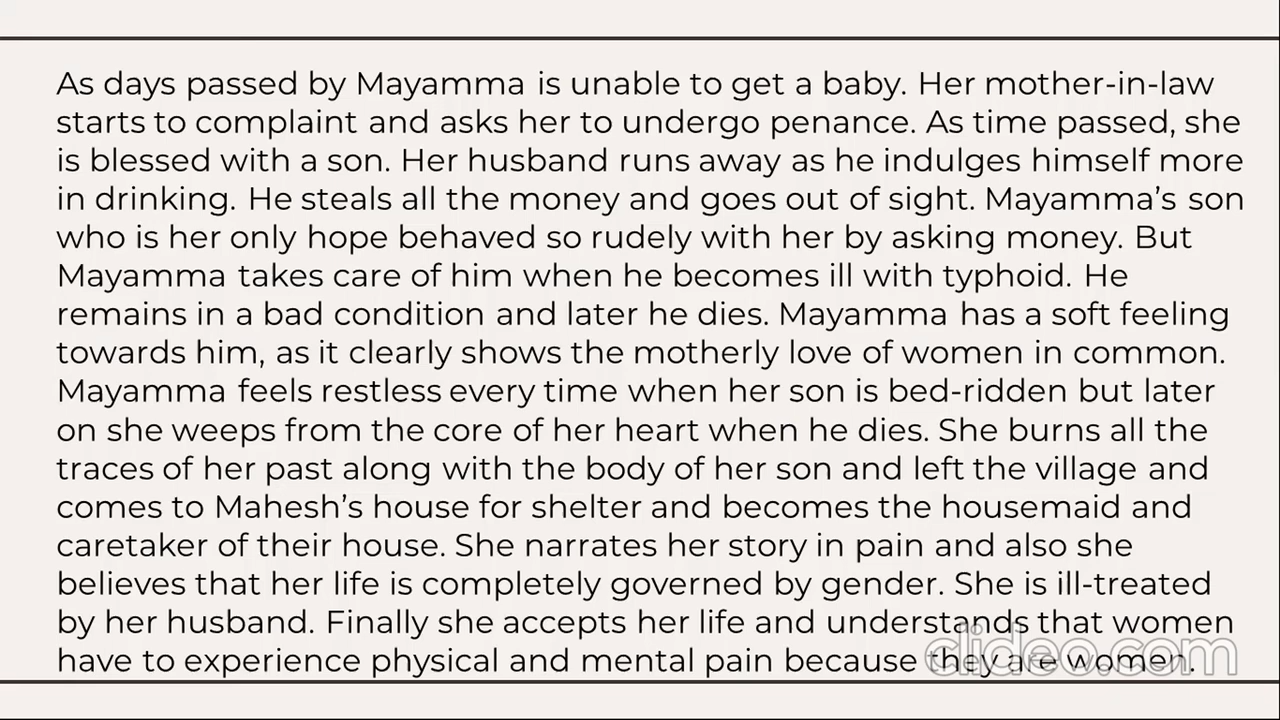 As days passed by Mayamma is unable to get a baby. Her mother-in-law
starts to complaint and asks her to undergo penance. As time passed, she
is blessed with a son. Her husband runs away as he indulges himself more
in drinking. He steals all the money and goes out of sight. Mayamma’s son
who is her only hope behaved so rudely with her by asking money. But
Mayamma takes care of him when he becomes ill with typhoid. He
remains in a bad condition and later he dies. Mayamma has a soft feeling
towards him, as it clearly shows the motherly love of women in common.
Mayamma feels restless every time when her son is bed-ridden but later
on she weeps from the core of her heart when he dies. She burns all the
traces of her past along with the body of her son and left the village and
comes to Mahesh’s house for shelter and becomes the housemaid and
caretaker of their house. She narrates her story in pain and also she
believes that her life is completely governed by gender. She is ill-treated
by her husband. Finally she accepts her life and understands that women
have to experience physical and mental pain because they are women.
clideo.com